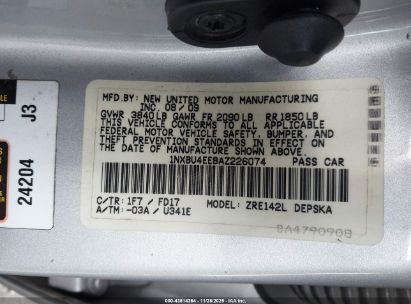 MFD.BY: NEW UNITED MOTOR MANUFACTURING
INC. 08/09
GVWR 3840LB GAWR FR 2090LB RR 1850LB
THIS VEHICLE CONFORMS TO ALL APPLICABLE
FEDERAL MOTOR VEHICLE SAFETY, BUMPER, AND
THEFT PREVENTION STANDARDS IN EFFECT ON
THE DATE OF MANUFACTURE SHOWN ABOVE.
1NXBU4EEBAZ226074 PASS CAR
C/TR: 1F7 / FD17 MODEL: ZRE142L DEPSKA
A/TM: -03A / U341E
BA4790908
J3
24204